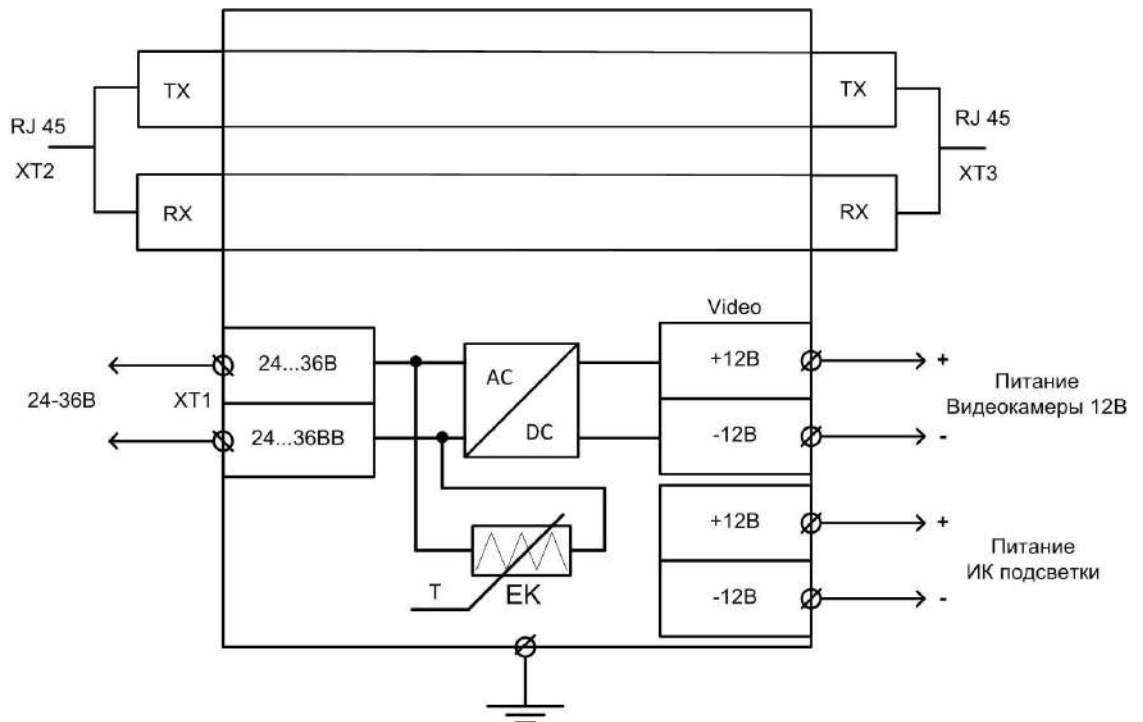 TX
TX
RJ 45
RJ 45
XT2
XT3
RX
RX
Video
24...36В
AC
+12В
+
24-36В
XT1
Питание
Видеокамеры 12В
24...36ВВ
DC
-12В
-
+12В
+
Питание
ИК подсветки
T
EK
-12В
-